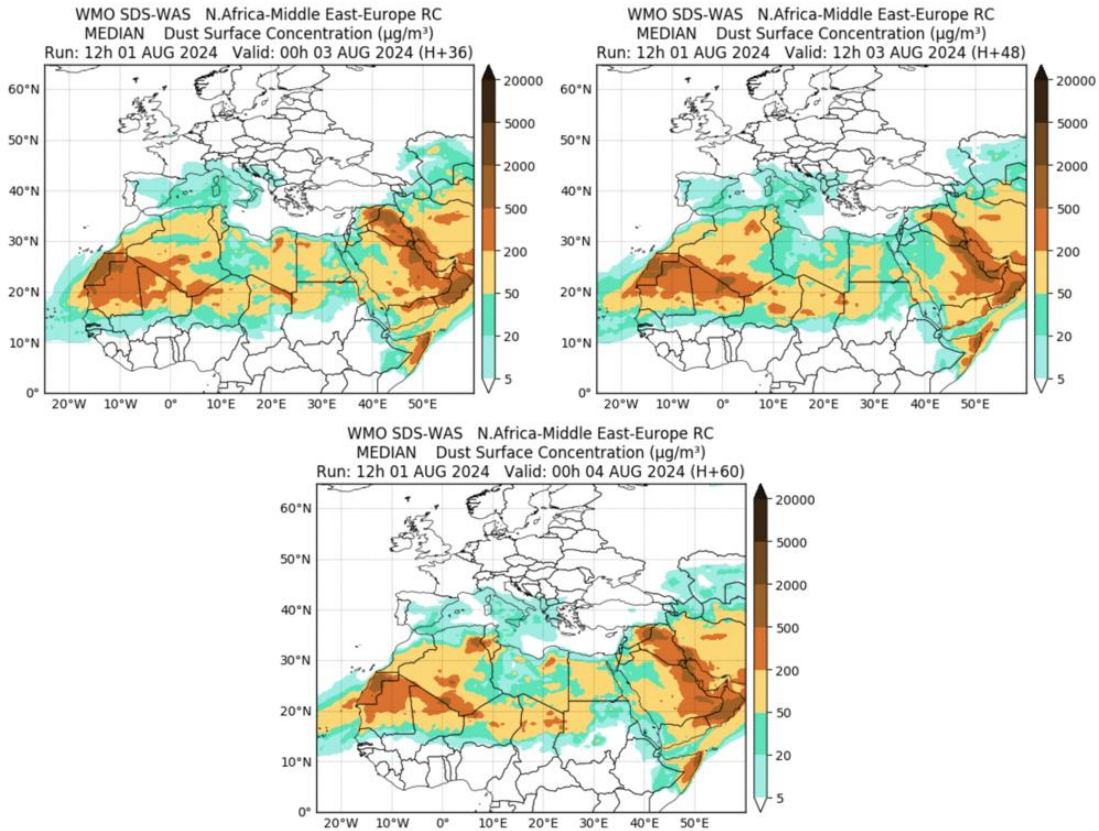 WMO SDS-WAS N.Africa-Middle East-Europe RC
MEDIAN Dust Surface Concentration (µg/m³)
Run: 12h 01 AUG 2024 Valid: 00h 03 AUG 2024 (H+36)
60°N
50°N
40°N
30°N
20°N
10°N
0°
20°W 10°W 0° 10°E 20°E 30°E 40°E 50°E
20000
5000
2000
500
200
50
20
5
WMO SDS-WAS N.Africa-Middle East-Europe RC
MEDIAN Dust Surface Concentration (µg/m³)
Run: 12h 01 AUG 2024 Valid: 12h 03 AUG 2024 (H+48)
60°N
50°N
40°N
30°N
20°N
10°N
0°
20°W 10°W 0° 10°E 20°E 30°E 40°E 50°E
20000
5000
2000
500
200
50
20
5
WMO SDS-WAS N.Africa-Middle East-Europe RC
MEDIAN Dust Surface Concentration (µg/m³)
Run: 12h 01 AUG 2024 Valid: 00h 04 AUG 2024 (H+60)
60°N
50°N
40°N
30°N
20°N
10°N
0°
20°W 10°W 0° 10°E 20°E 30°E 40°E 50°E
20000
5000
2000
500
200
50
20
5